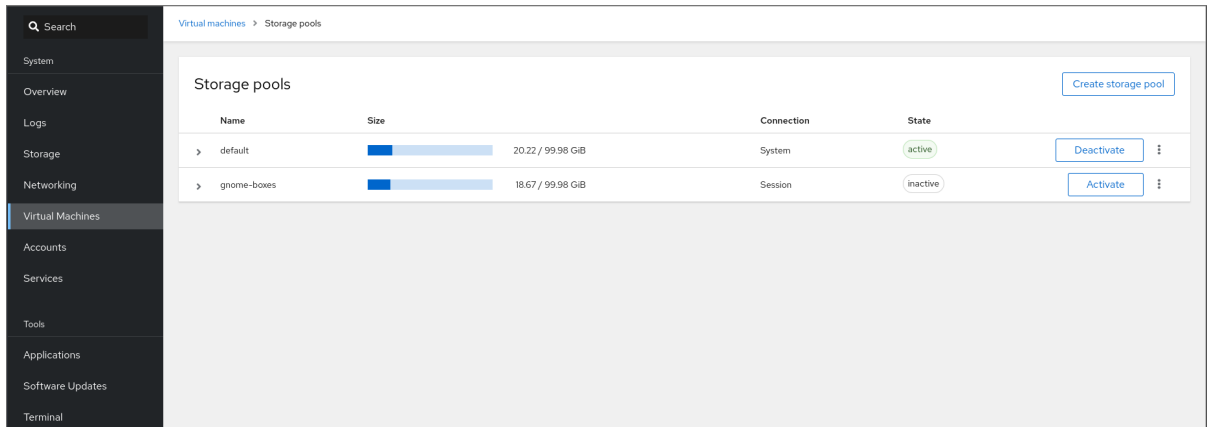 Search
System
Overview
Logs
Storage
Networking
Virtual Machines
Accounts
Services
Tools
Applications
Software Updates
Terminal
Virtual machines > Storage pools
Storage pools
Create storage pool
Name Size Connection State
default 20.22 / 99.98 GiB System active Deactivate
gnome-boxes 18.67 / 99.98 GiB Session inactive Activate